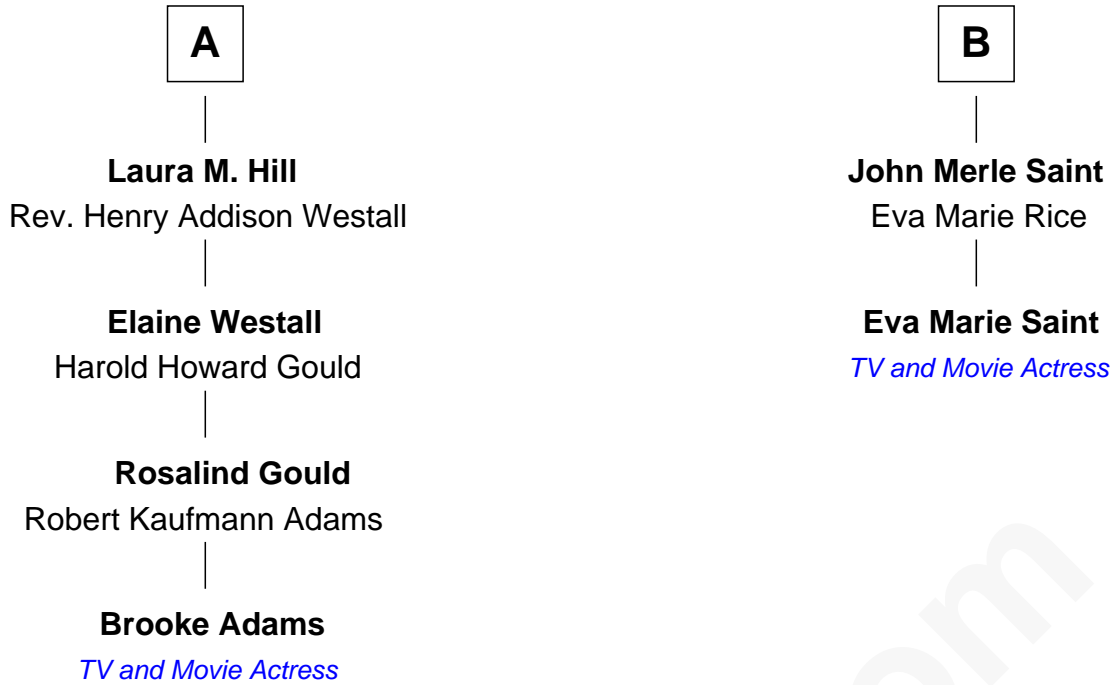 A
Laura M. Hill
Rev. Henry Addison Westall
Elaine Westall
Harold Howard Gould
Rosalind Gould
Robert Kaufmann Adams
Brooke Adams
TV and Movie Actress
B
John Merle Saint
Eva Marie Rice
Eva Marie Saint
TV and Movie Actress
om